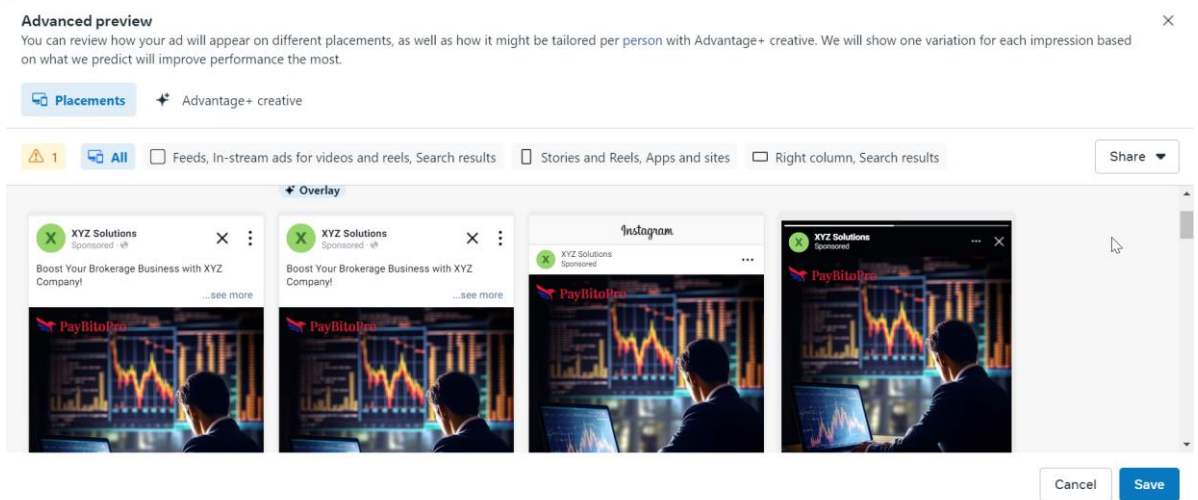 Advanced preview
You can review how your ad will appear on different placements, as well as how it might be tailored per person with Advantage+ creative. We will show one variation for each impression based
on what we predict will improve performance the most.
Placements
Advantage+ creative
1
All
Feeds, In-stream ads for videos and reels, Search results
Stories and Reels, Apps and sites
Right column, Search results
Share
Overlay
XYZ Solutions
Sponsored ·
X
Boost Your Brokerage Business with XYZ
Company!
...see more
PayBitoPro
XYZ Solutions
Sponsored ·
X
Boost Your Brokerage Business with XYZ
Company!
...see more
PayBitoPro
Instagram
XYZ Solutions
Sponsored
X
PayBitoPro
XYZ Solutions
Sponsored
X
PayBitoPro
Cancel
Save